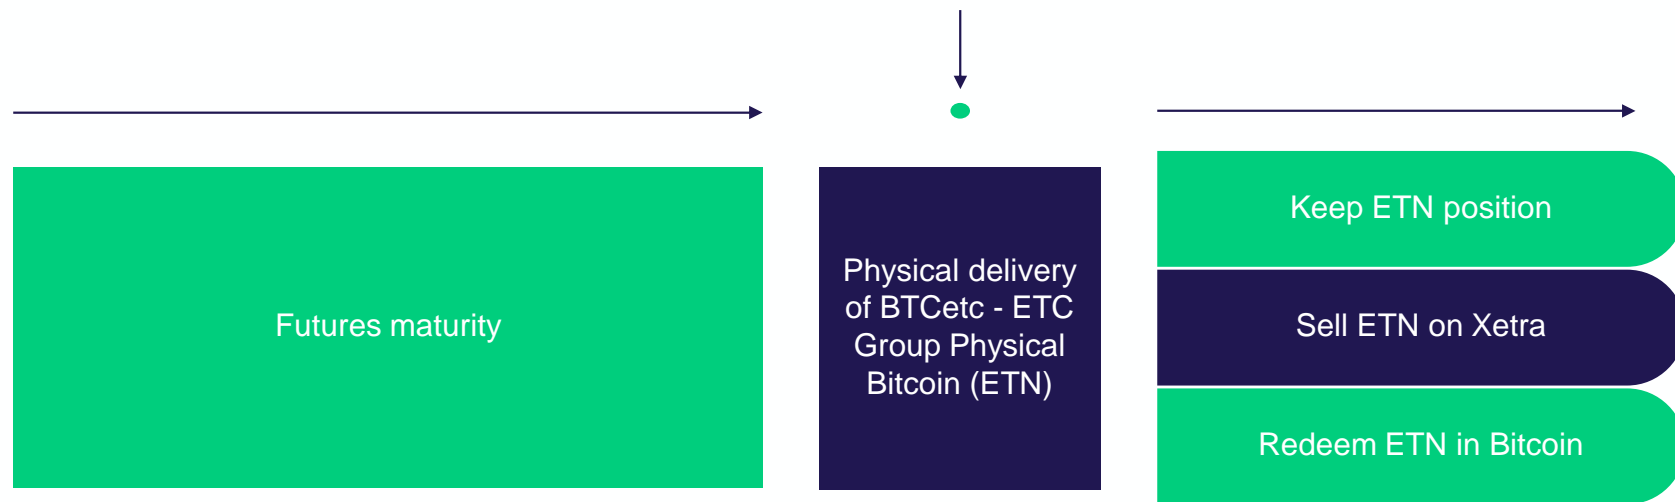 Futures maturity
Physical delivery
of BTCetc - ETC
Group Physical
Bitcoin (ETN)
Keep ETN position
Sell ETN on Xetra
Redeem ETN in Bitcoin